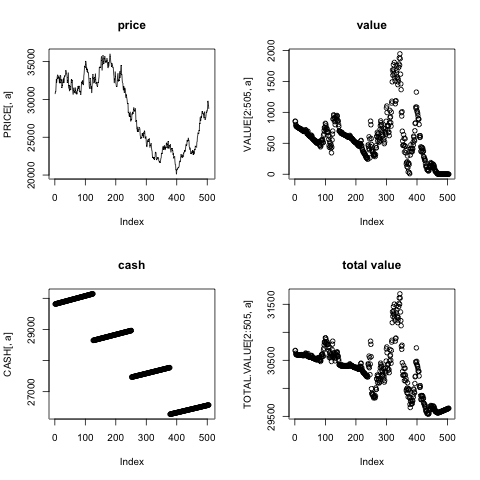 price
PRICE[, a]
35000
30000
25000
20000
0 100 200 300 400 500
Index
value
VALUE[2:505, a]
2000
1500
1000
500
0
0 100 200 300 400 500
Index
cash
CASH[, a]
29000
27000
0 100 200 300 400 500
Index
total value
TOTAL.VALUE[2:505, a]
31500
30500
29500
0 100 200 300 400 500
Index